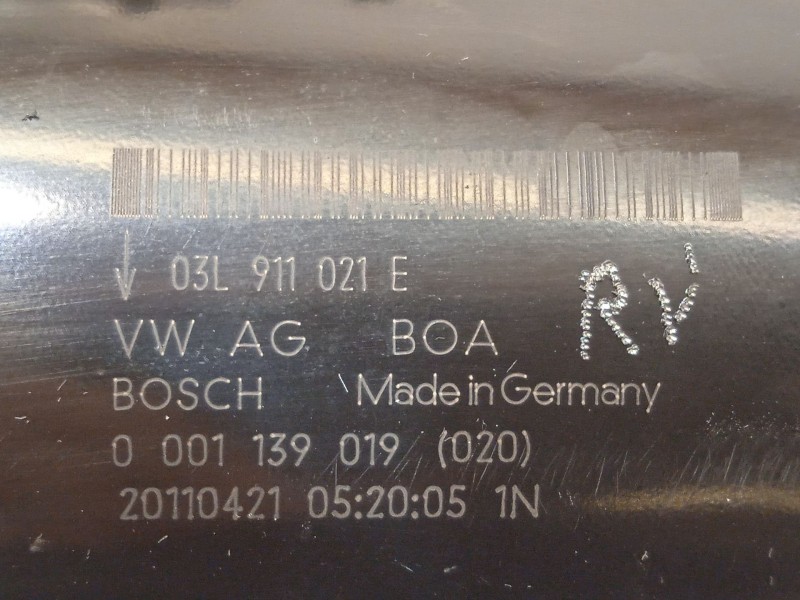 03L 911 021 E
VW AG BOA
RV
BOSCH Made in Germany
0 001 139 019 (020)
20110421 05:20:05 1N